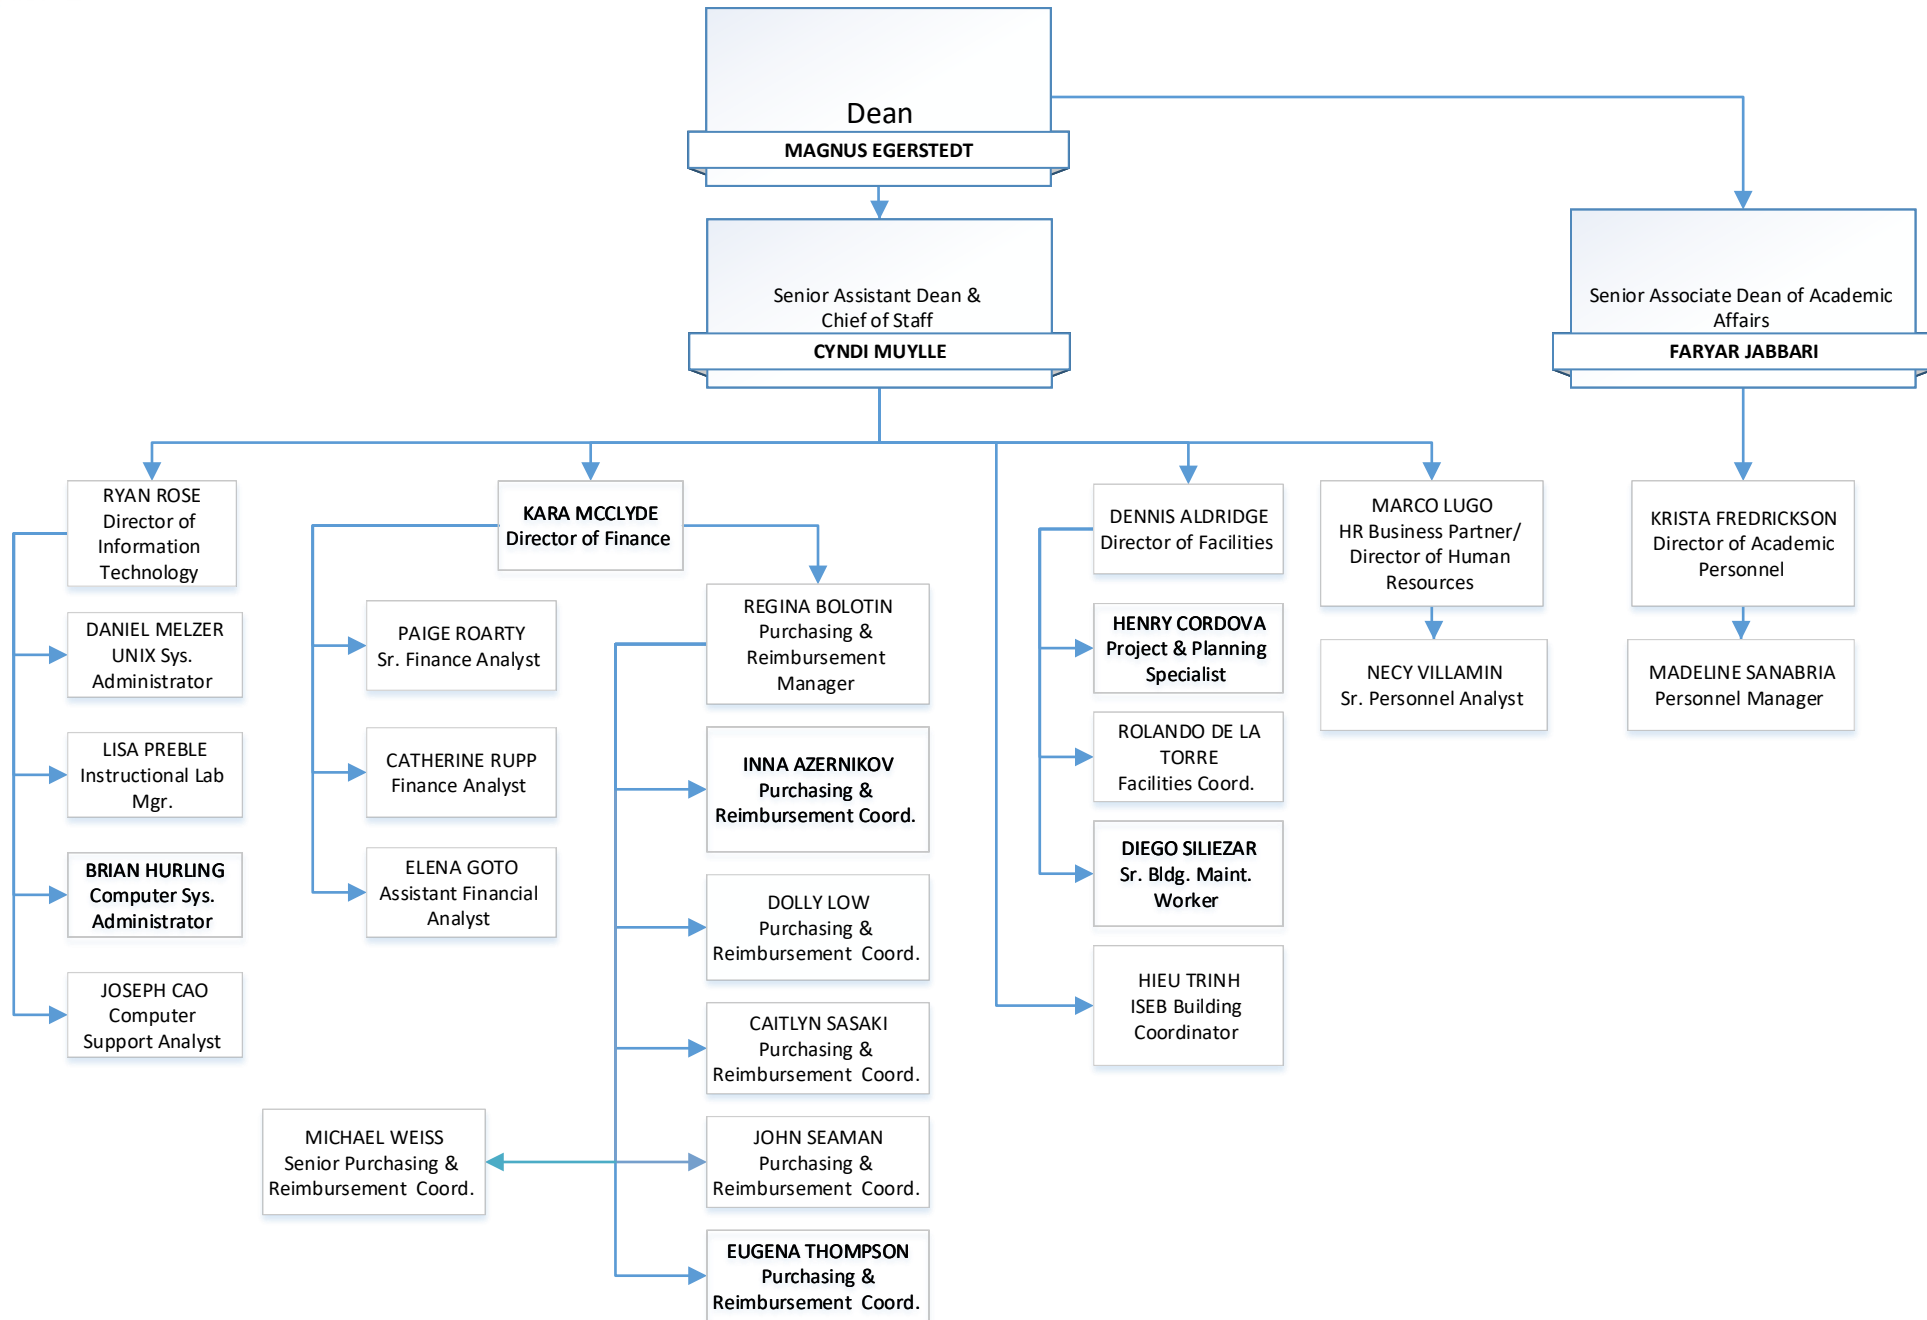 Dean
MAGNUS EGERSTEDT
Senior Assistant Dean &
Chief of Staff
CYNDI MUYLLE
Senior Associate Dean of Academic
Affairs
FARYAR JABBARI
RYAN ROSE
Director of
Information
Technology
DANIEL MELZER
UNIX Sys.
Administrator
LISA PREBLE
Instructional Lab
Mgr.
BRIAN HURLING
Computer Sys.
Administrator
JOSEPH CAO
Computer
Support Analyst
KARA MCCLYDE
Director of Finance
PAIGE ROARTY
Sr. Finance Analyst
CATHERINE RUPP
Finance Analyst
ELENA GOTO
Assistant Financial
Analyst
REGINA BOLOTIN
Purchasing &
Reimbursement
Manager
INNA AZERNIKOV
Purchasing &
Reimbursement Coord.
DOLLY LOW
Purchasing &
Reimbursement Coord.
CAITLYN SASAKI
Purchasing &
Reimbursement Coord.
MICHAEL WEISS
Senior Purchasing &
Reimbursement Coord.
JOHN SEAMAN
Purchasing &
Reimbursement Coord.
EUGENA THOMPSON
Purchasing &
Reimbursement Coord.
DENNIS ALDRIDGE
Director of Facilities
HENRY CORDOVA
Project & Planning
Specialist
ROLANDO DE LA
TORRE
Facilities Coord.
DIEGO SILIEZAR
Sr. Bldg. Maint.
Worker
HIEU TRINH
ISEB Building
Coordinator
MARCO LUGO
HR Business Partner/
Director of Human
Resources
NECY VILLAMIN
Sr. Personnel Analyst
KRISTA FREDRICKSON
Director of Academic
Personnel
MADELINE SANABRIA
Personnel Manager